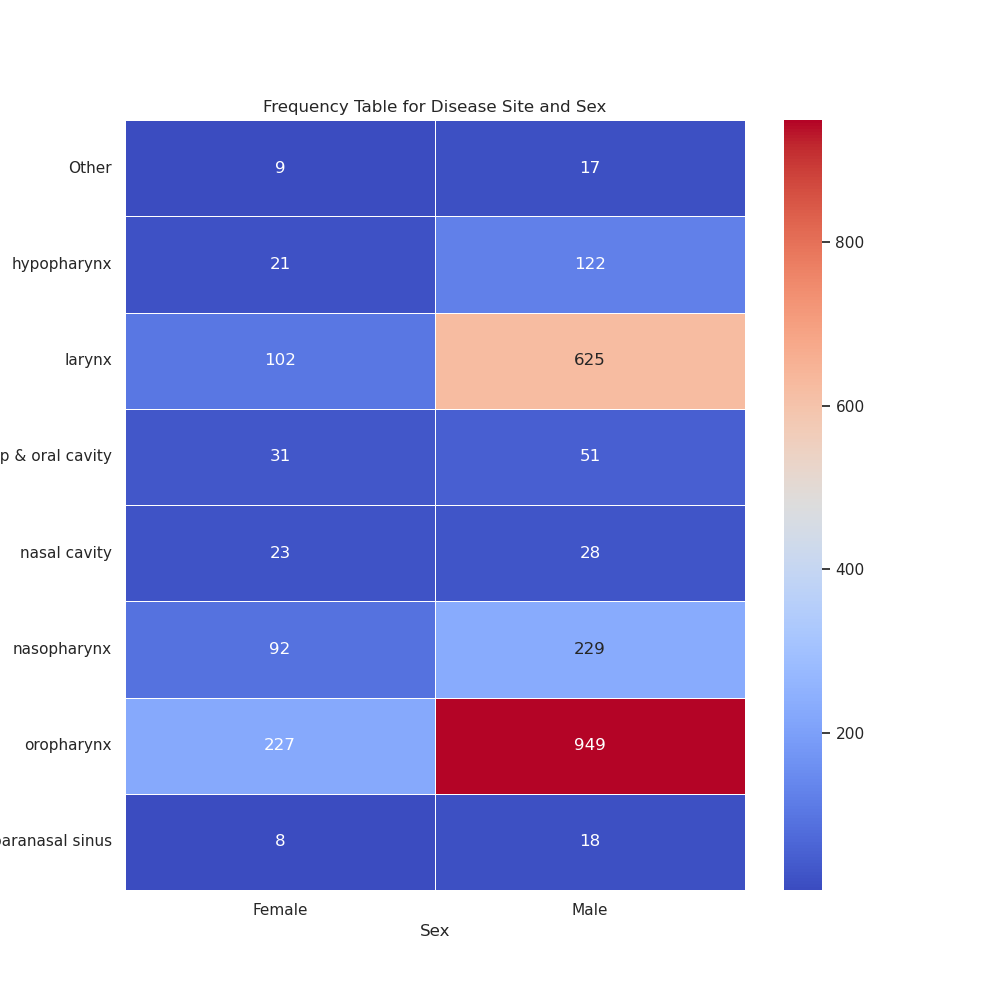 Frequency Table for Disease Site and Sex
Other 9 17
800
hypopharynx 21 122
larynx 102 625
600
p & oral cavity 31 51
nasal cavity 23 28
400
nasopharynx 92 229
200
oropharynx 227 949
paranasal sinus 8 18
Female Male
Sex